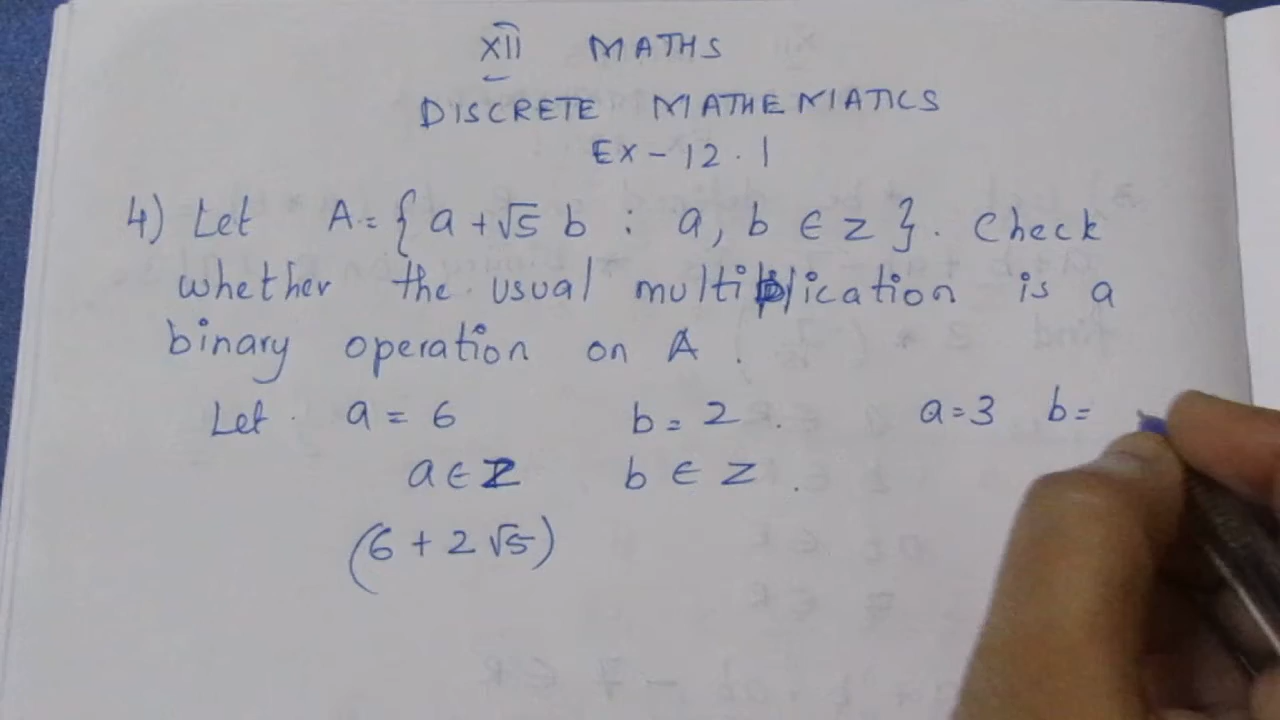 XII MATHS
DISCRETE MATHEMATICS
EX - 12.1
4) Let A = { a + √5 b : a, b ∈ z }. Check
whether the usual multiplication is a
binary operation on A.
Let a = 6 b = 2. a = 3 b =
a ∈ Z b ∈ z.
(6 + 2√5)